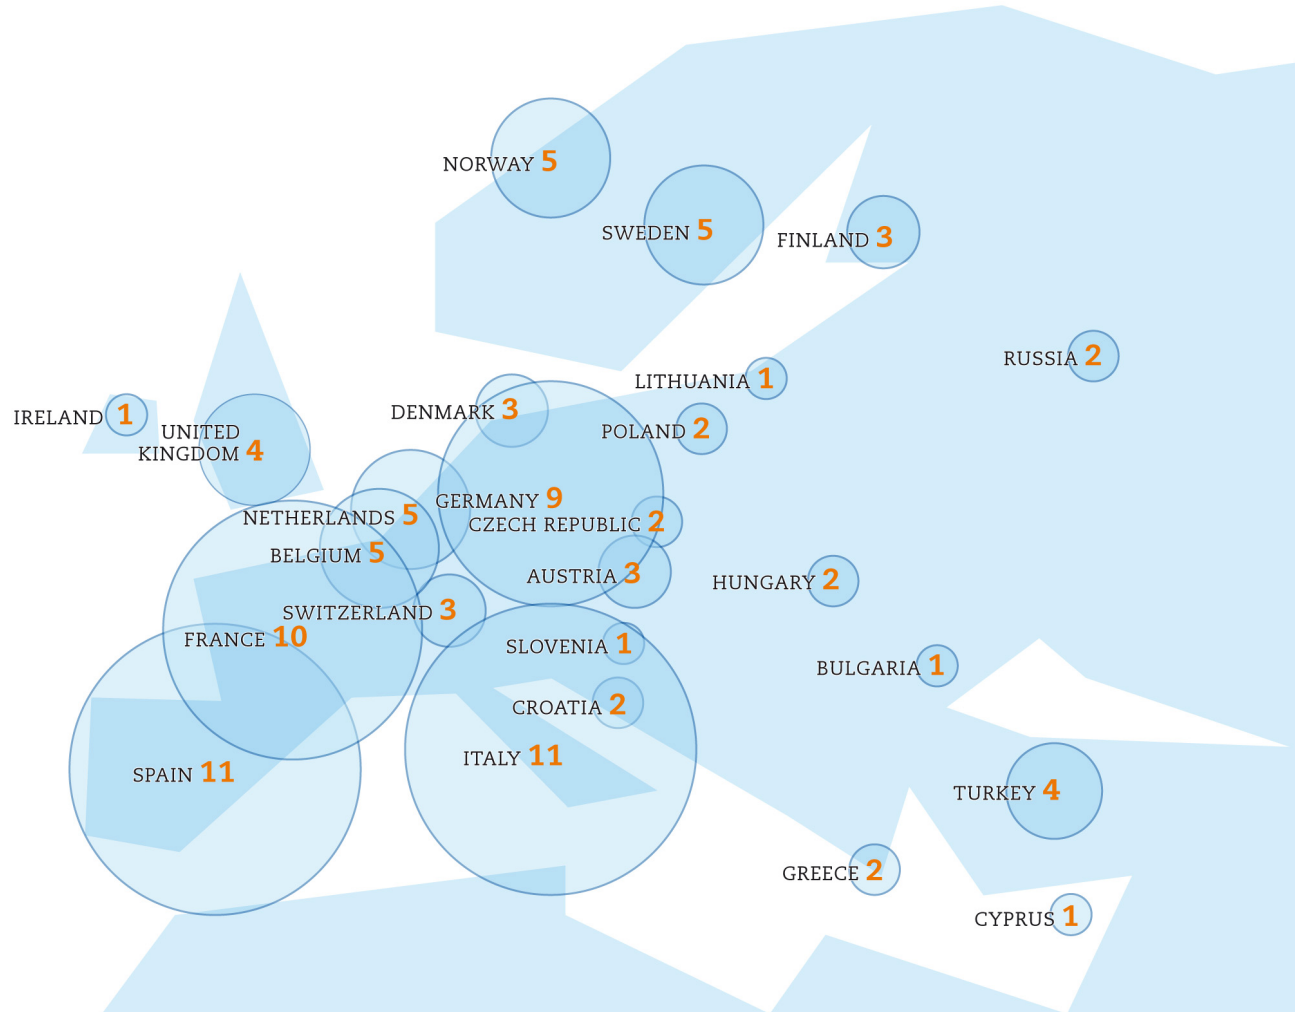 NORWAY 5
SWEDEN 5
FINLAND 3
RUSSIA 2
LITHUANIA 1
IRELAND 1
DENMARK 3
UNITED
KINGDOM 4
POLAND 2
GERMANY 9
NETHERLANDS 5
CZECH REPUBLIC 2
BELGIUM 5
AUSTRIA 3
HUNGARY 2
SWITZERLAND 3
FRANCE 10
SLOVENIA 1
BULGARIA 1
CROATIA 2
ITALY 11
SPAIN 11
TURKEY 4
GREECE 2
CYPRUS 1